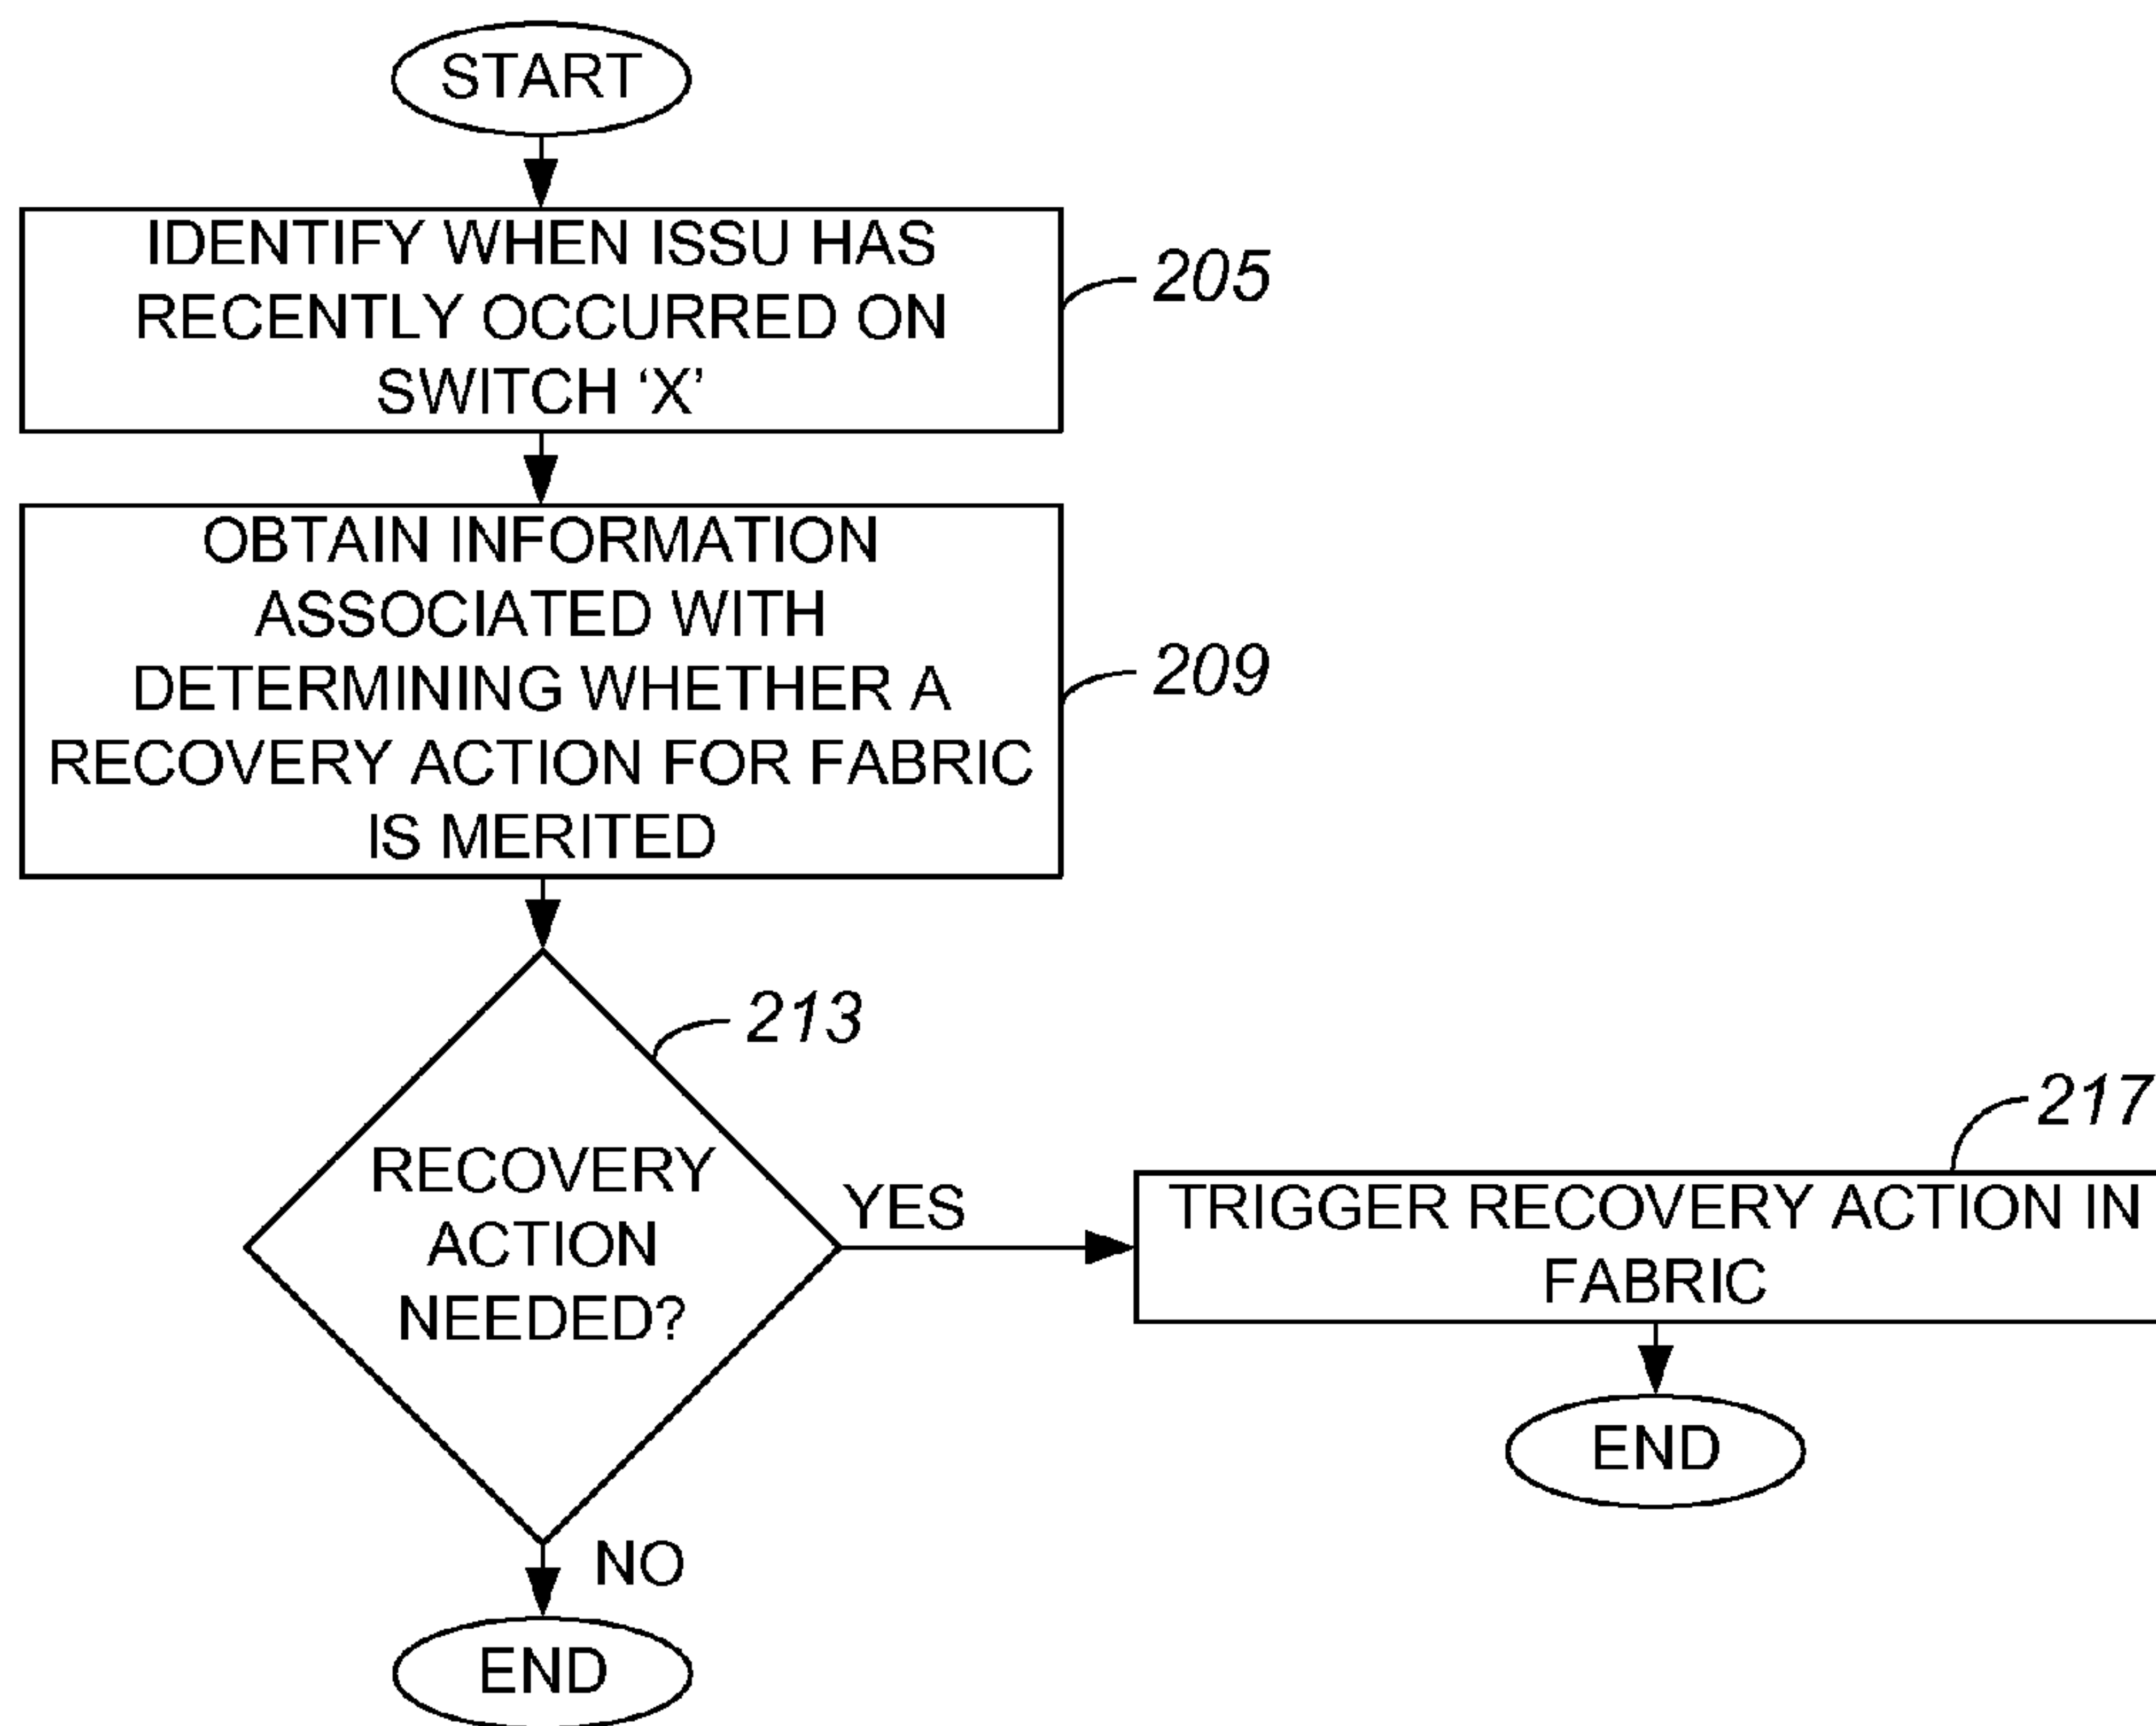 START
IDENTIFY WHEN ISSU HAS
RECENTLY OCCURRED ON
SWITCH ‘X’
205
OBTAIN INFORMATION
ASSOCIATED WITH
DETERMINING WHETHER A
RECOVERY ACTION FOR FABRIC
IS MERITED
209
213
RECOVERY
ACTION
NEEDED?
YES
217
TRIGGER RECOVERY ACTION IN
FABRIC
END
NO
END